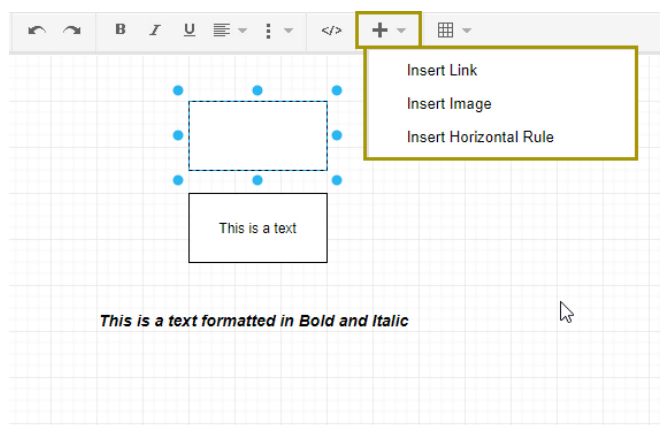 B I U </>
Insert Link
Insert Image
Insert Horizontal Rule
This is a text
This is a text formatted in Bold and Italic